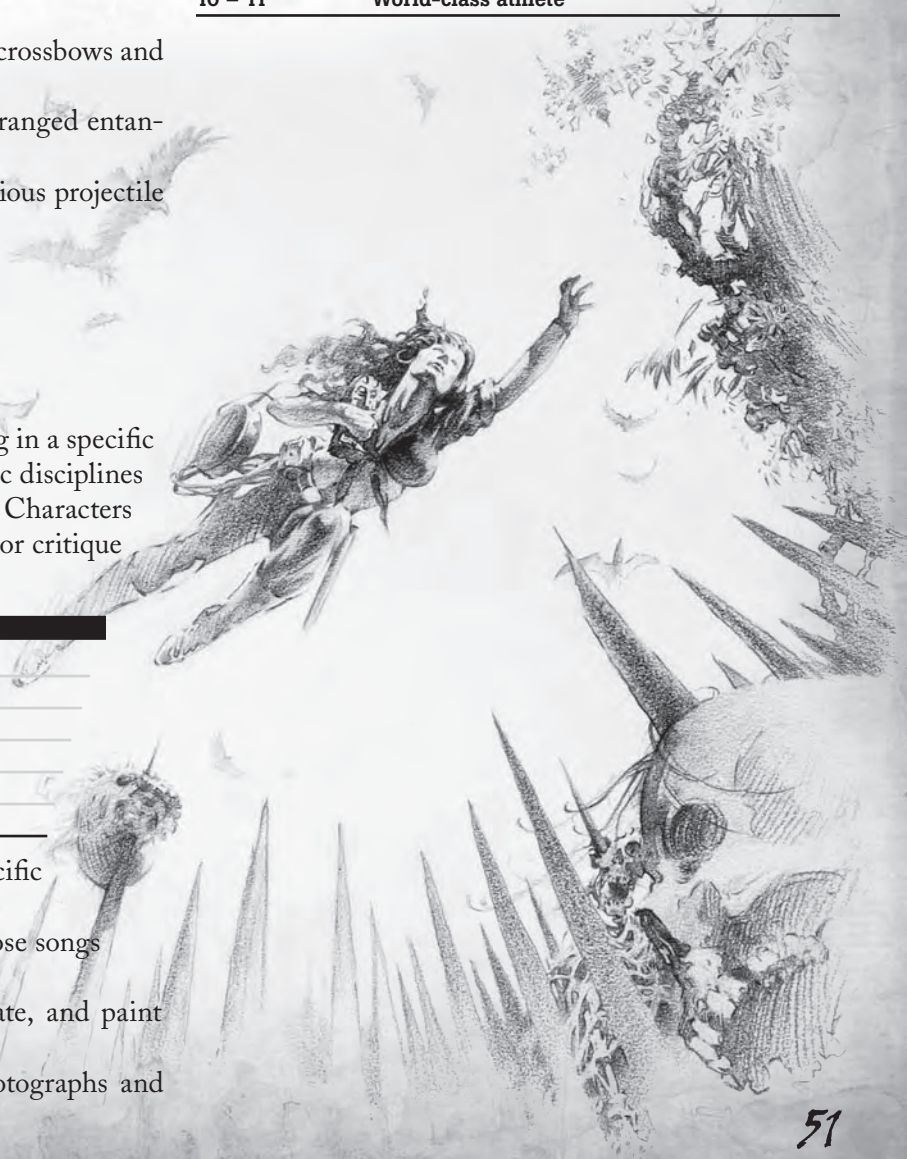 10 – 11 World-class athlete
crossbows and
ranged entan-
ious projectile
g in a specific
c disciplines
Characters
or critique
cific
ose songs
ate, and paint
otographs and
51